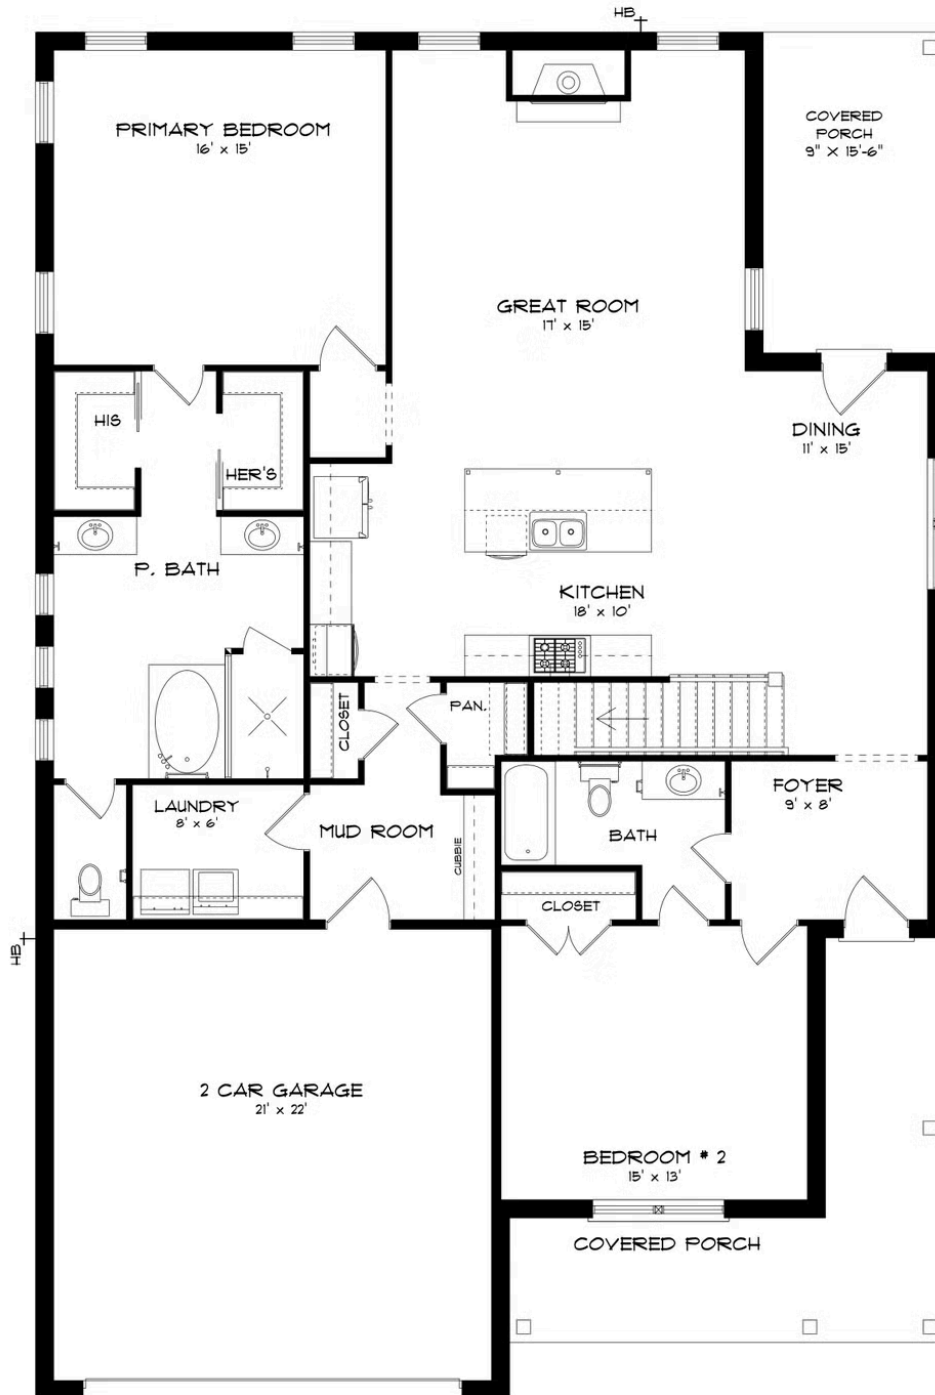 HB
PRIMARY BEDROOM
16' x 15'
COVERED
PORCH
9" X 15'-6"
GREAT ROOM
17' x 15'
HIS
HER'S
DINING
11' x 15'
P. BATH
KITCHEN
18' x 10'
CLOSET
PAN.
LAUNDRY
8' x 6'
MUD ROOM
CUBBIE
BATH
FOYER
9' x 8'
CLOSET
HB
2 CAR GARAGE
21' x 22'
BEDROOM # 2
15' x 13'
COVERED PORCH